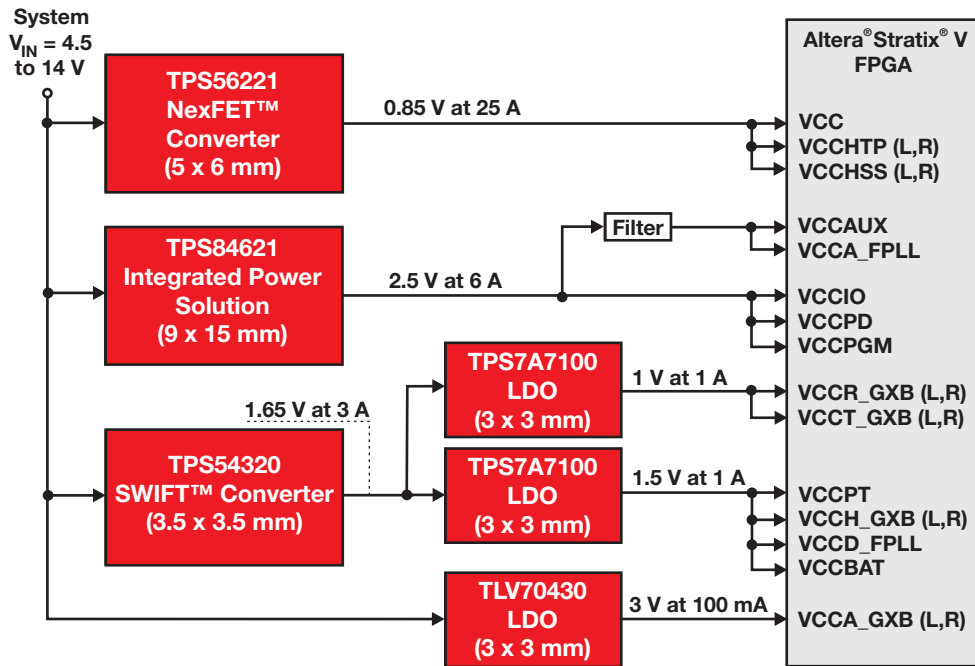 System
VIN = 4.5
to 14 V
TPS56221
NexFET™
Converter
(5 x 6 mm)
0.85 V at 25 A
Altera®Stratix® V
FPGA
VCC
VCCHTP (L,R)
VCCHSS (L,R)
TPS84621
Integrated Power
Solution
(9 x 15 mm)
2.5 V at 6 A
Filter
VCCAUX
VCCA_FPLL
VCCIO
VCCPD
VCCPGM
TPS54320
SWIFT™ Converter
(3.5 x 3.5 mm)
1.65 V at 3 A
TPS7A7100
LDO
(3 x 3 mm)
1 V at 1 A
VCCR_GXB (L,R)
VCCT_GXB (L,R)
TPS7A7100
LDO
(3 x 3 mm)
1.5 V at 1 A
VCCPT
VCCH_GXB (L,R)
VCCD_FPLL
VCCBAT
TLV70430
LDO
(3 x 3 mm)
3 V at 100 mA
VCCA_GXB (L,R)